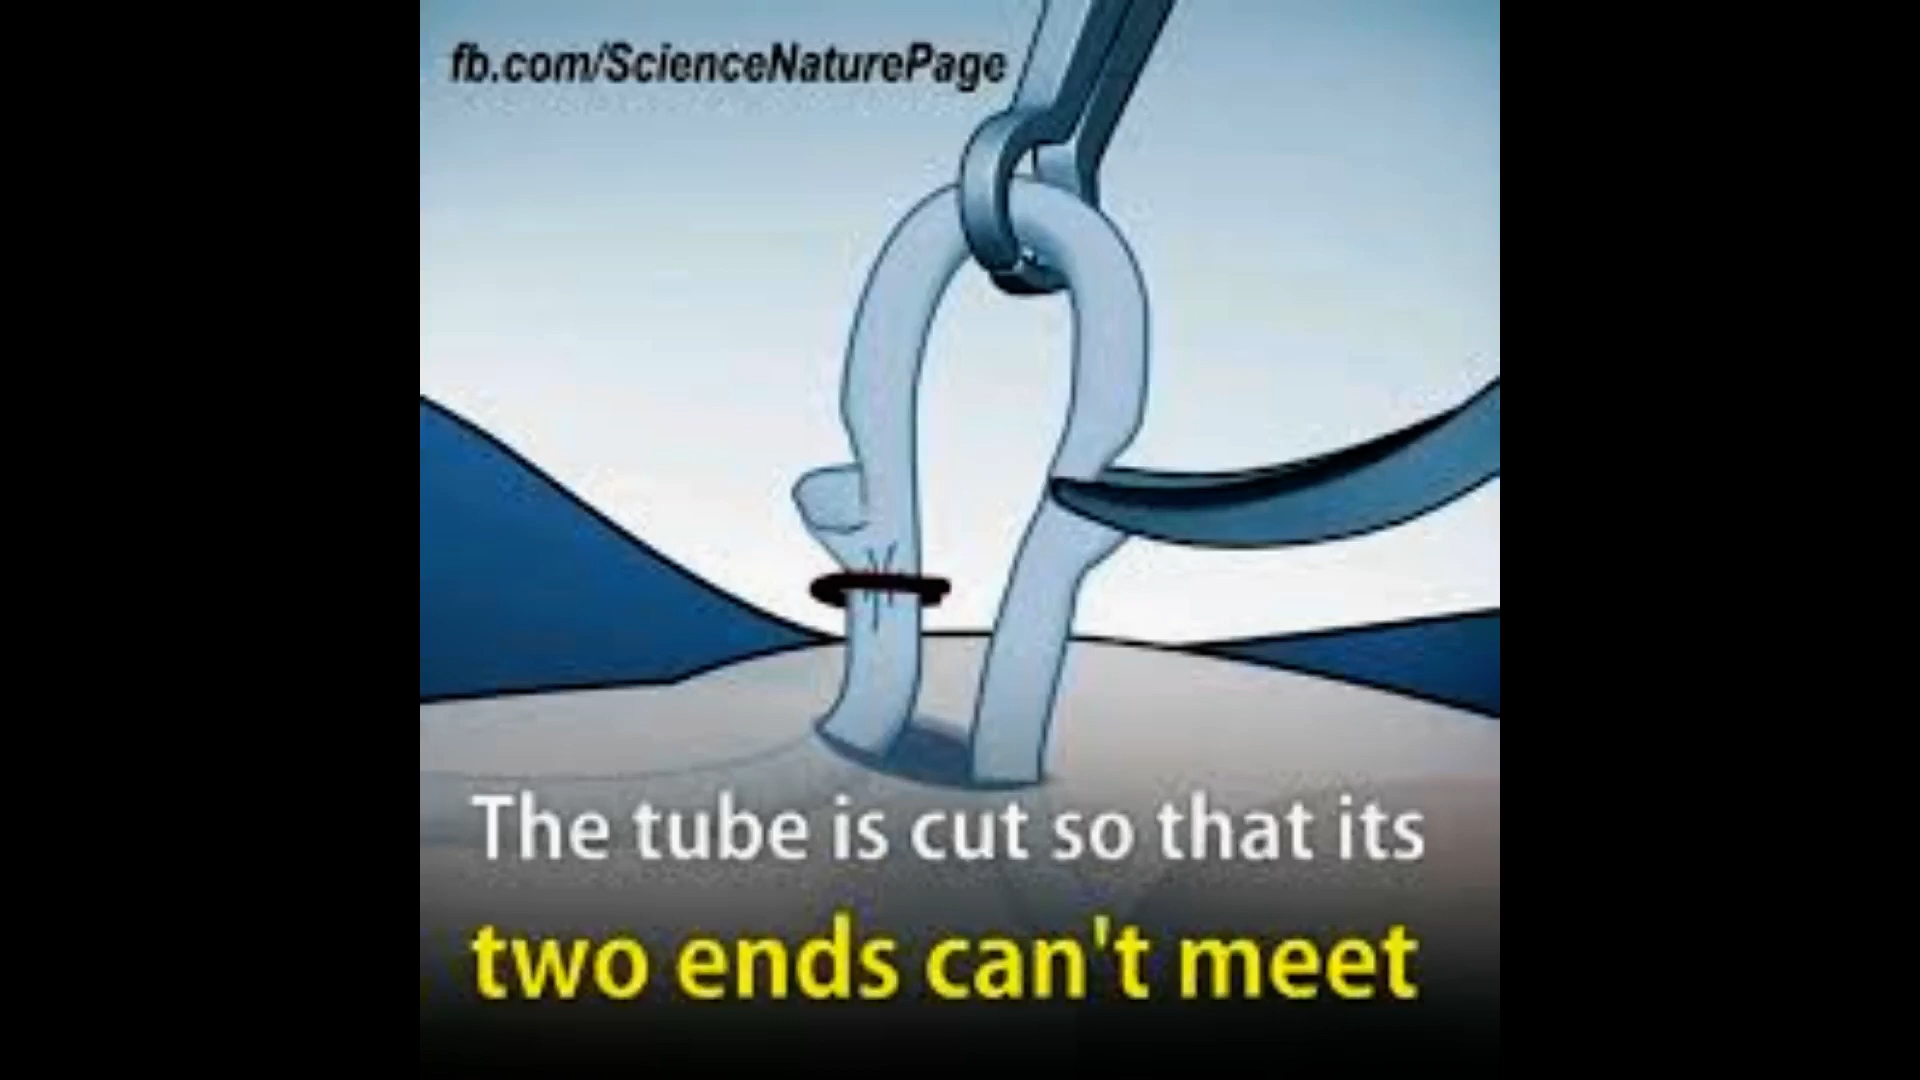 fb.com/ScienceNaturePage
The tube is cut so that its
two ends can't meet